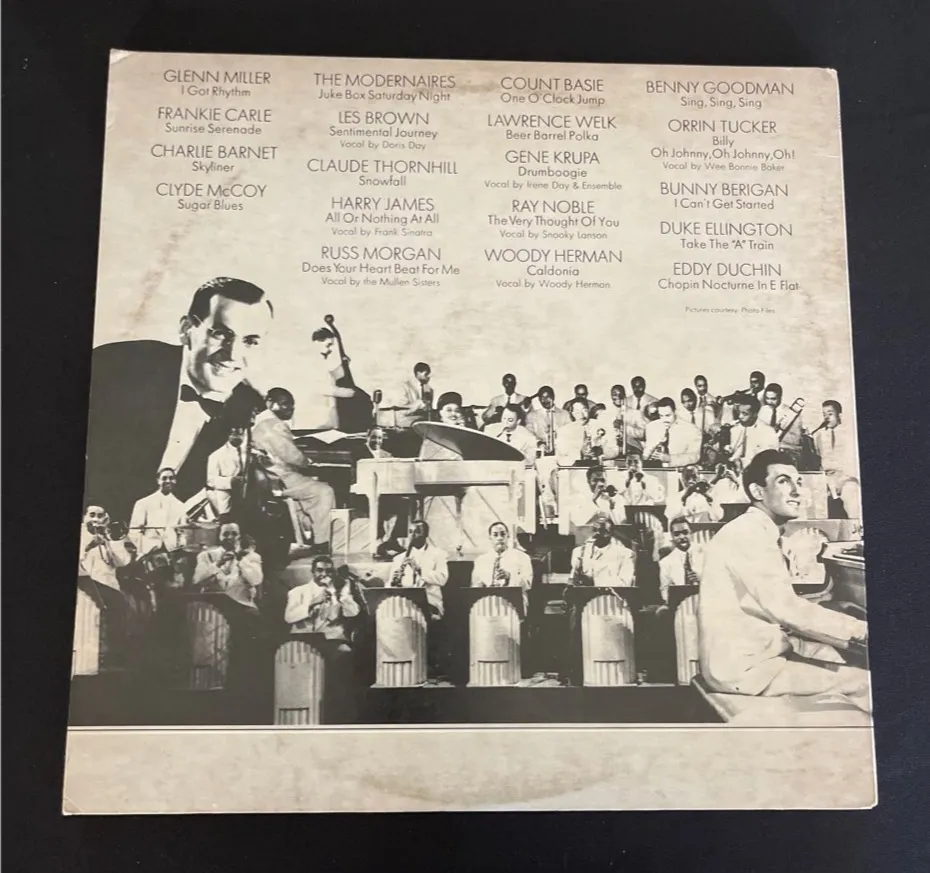 GLENN MILLER
I Got Rhythm
FRANKIE CARLE
Sunrise Serenade
CHARLIE BARNET
Skyliner
CLYDE McCOY
Sugar Blues
THE MODERNAIRES
Juke Box Saturday Night
LES BROWN
Sentimental Journey
Vocal by Doris Day
CLAUDE THORNHILL
Snowfall
HARRY JAMES
All Or Nothing At All
Vocal by Frank Sinatra
RUSS MORGAN
Does Your Heart Beat For Me
Vocal by the Mullen Sisters
COUNT BASIE
One O'Clock Jump
LAWRENCE WELK
Beer Barrel Polka
GENE KRUPA
Drumboogie
Vocal by Irene Day & Ensemble
RAY NOBLE
The Very Thought Of You
Vocal by Snooky Lanson
WOODY HERMAN
Caldonia
Vocal by Woody Herman
BENNY GOODMAN
Sing, Sing, Sing
ORRIN TUCKER
Billy
Oh Johnny, Oh Johnny, Oh!
Vocal by Wee Bonnie Baker
BUNNY BERIGAN
I Can't Get Started
DUKE ELLINGTON
Take The "A" Train
EDDY DUCHIN
Chopin Nocturne In E Flat
Pictures courtesy: Photo Files